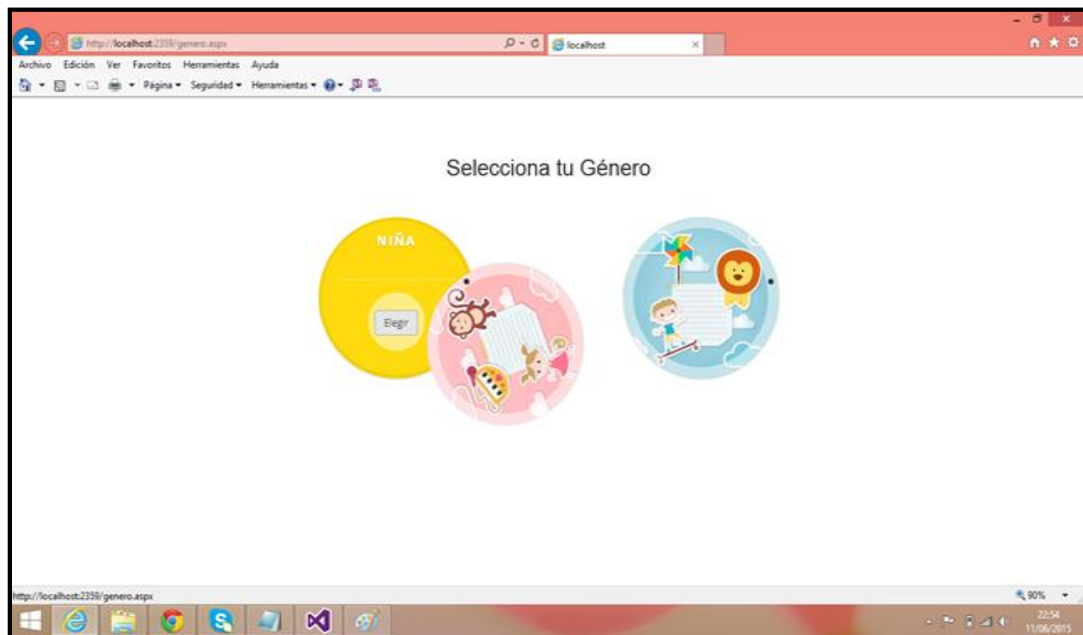 http://localhost:2359/genero.aspx
localhost
Archivo Edición Ver Favoritos Herramientas Ayuda
Página Seguridad Herramientas
Selecciona tu Género
NIÑA
Elegir
http://localhost:2359/genero.aspx
90%
22:54
11/06/2015